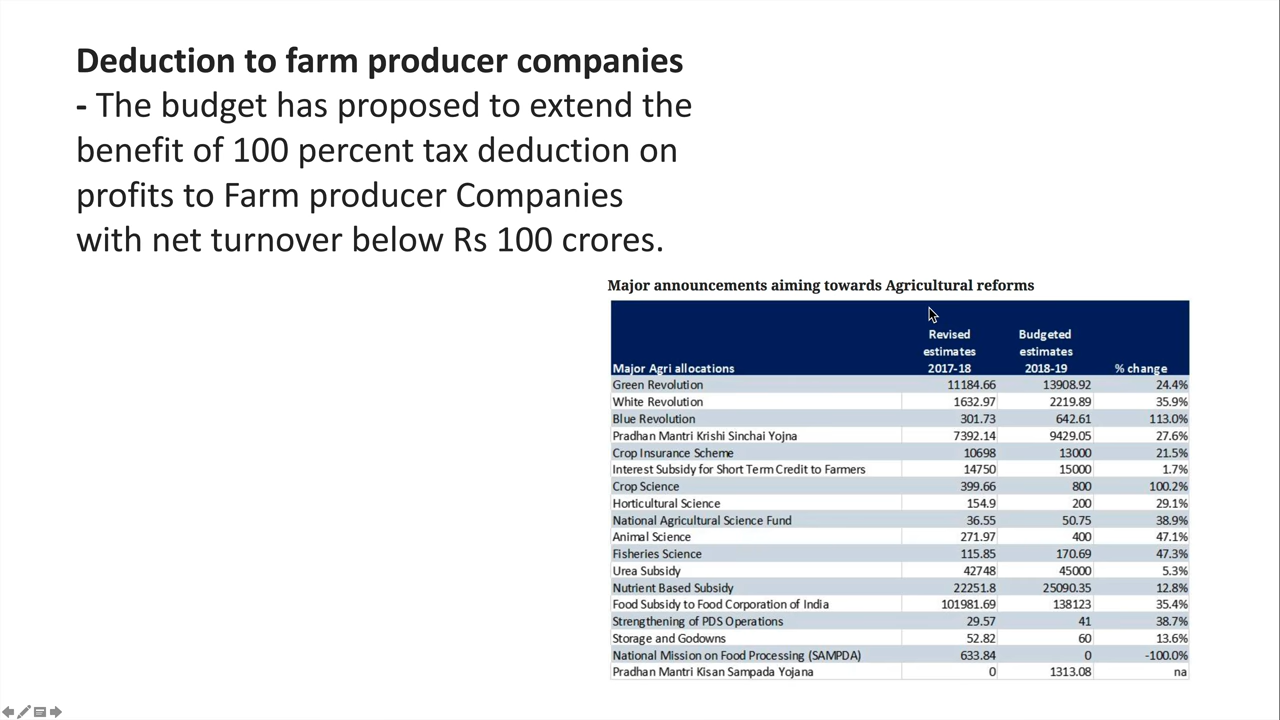 Deduction to farm producer companies
- The budget has proposed to extend the
benefit of 100 percent tax deduction on
profits to Farm producer Companies
with net turnover below Rs 100 crores.
Major announcements aiming towards Agricultural reforms
Major Agri allocations Revised estimates 2017-18 Budgeted estimates 2018-19 % change
Green Revolution 11184.66 13908.92 24.4%
White Revolution 1632.97 2219.89 35.9%
Blue Revolution 301.73 642.61 113.0%
Pradhan Mantri Krishi Sinchai Yojna 7392.14 9429.05 27.6%
Crop Insurance Scheme 10698 13000 21.5%
Interest Subsidy for Short Term Credit to Farmers 14750 15000 1.7%
Crop Science 399.66 800 100.2%
Horticultural Science 154.9 200 29.1%
National Agricultural Science Fund 36.55 50.75 38.9%
Animal Science 271.97 400 47.1%
Fisheries Science 115.85 170.69 47.3%
Urea Subsidy 42748 45000 5.3%
Nutrient Based Subsidy 22251.8 25090.35 12.8%
Food Subsidy to Food Corporation of India 101981.69 138123 35.4%
Strengthening of PDS Operations 29.57 41 38.7%
Storage and Godowns 52.82 60 13.6%
National Mission on Food Processing (SAMPDA) 633.84 0 -100.0%
Pradhan Mantri Kisan Sampada Yojana 0 1313.08 na